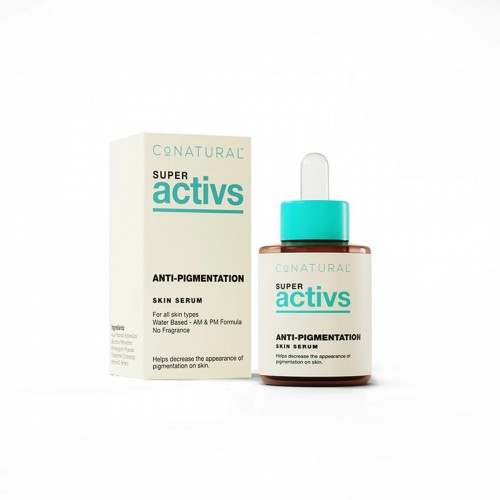 CoNATURAL
SUPER
activs
ANTI-PIGMENTATION
SKIN SERUM
For all skin types
Water Based - AM & PM Formula
No Fragrance
Helps decrease the appearance of
pigmentation on skin.
Ingredients:
CoNATURAL
SUPER
activs
ANTI-PIGMENTATION
SKIN SERUM
Helps decrease the appearance of
pigmentation on skin.